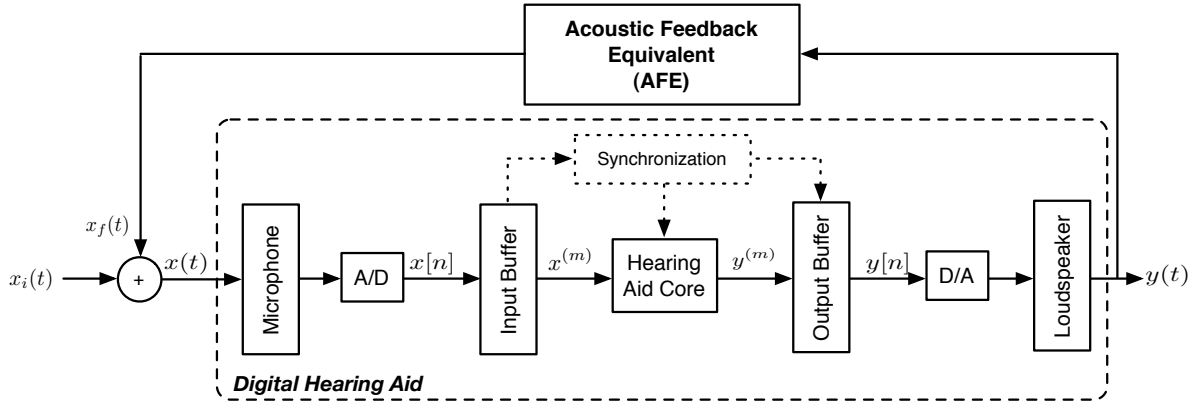 Acoustic Feedback
Equivalent
(AFE)
Synchronization
x_f(t)
x_i(t)
+
x(t)
Microphone
A/D
x[n]
Input Buffer
x^{(m)}
Hearing
Aid Core
y^{(m)}
Output Buffer
y[n]
D/A
Loudspeaker
y(t)
Digital Hearing Aid